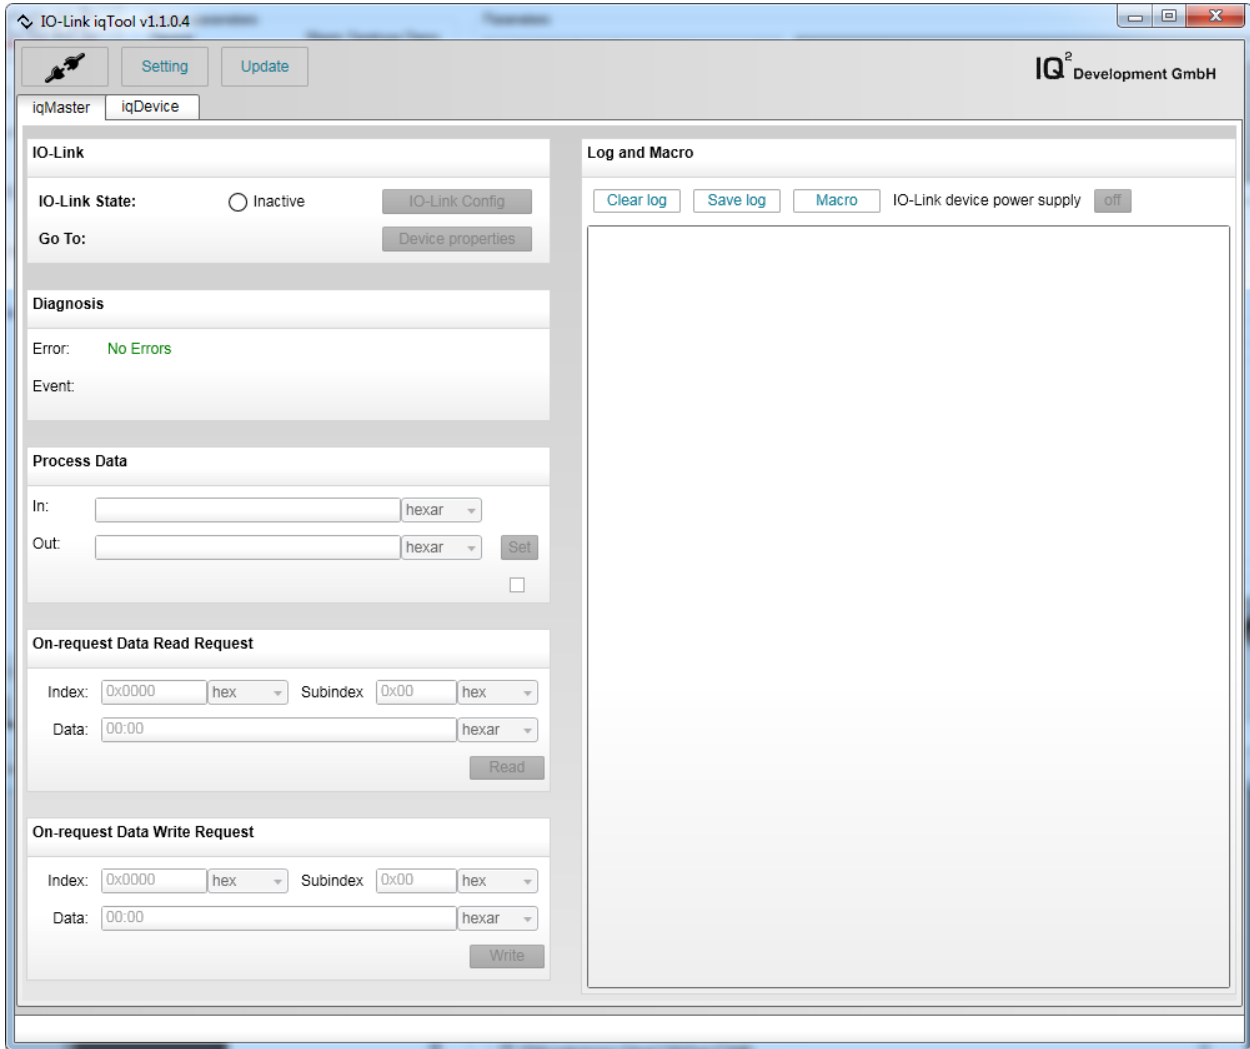 IO-Link iqTool v1.1.0.4
Setting Update
IQ2 Development GmbH
iqMaster iqDevice
IO-Link
IO-Link State: Inactive IO-Link Config
Go To: Device properties
Diagnosis
Error: No Errors
Event:
Process Data
In: hexar
Out: hexar Set
On-request Data Read Request
Index: 0x0000 hex Subindex 0x00 hex
Data: 00:00 hexar
Read
On-request Data Write Request
Index: 0x0000 hex Subindex 0x00 hex
Data: 00:00 hexar
Write
Log and Macro
Clear log Save log Macro IO-Link device power supply off